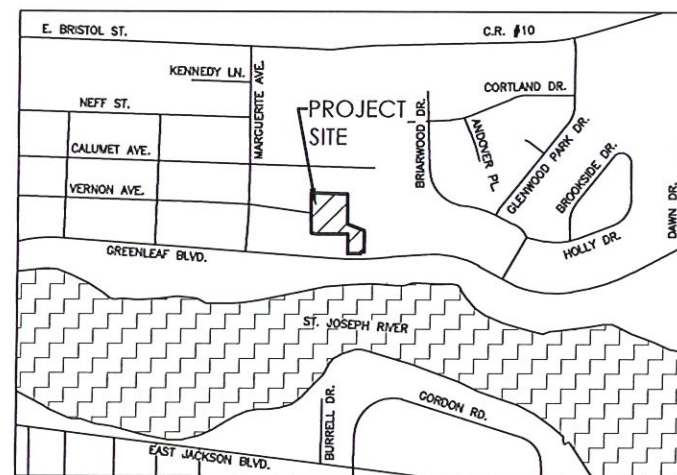 E. BRISTOL ST.
C.R. #10
KENNEDY LN.
MARGUERITE AVE.
NEFF ST.
PROJECT
SITE
CORTLAND DR.
BRIARWOOD DR.
ANDOVER PL.
GLENWOOD PARK DR.
BROOKSIDE DR.
CALUMET AVE.
VERNON AVE.
DAWN DR.
GREENLEAF BLVD.
HOLLY DR.
ST. JOSEPH RIVER
BURRELL DR.
GORDON RD.
EAST JACKSON BLVD.